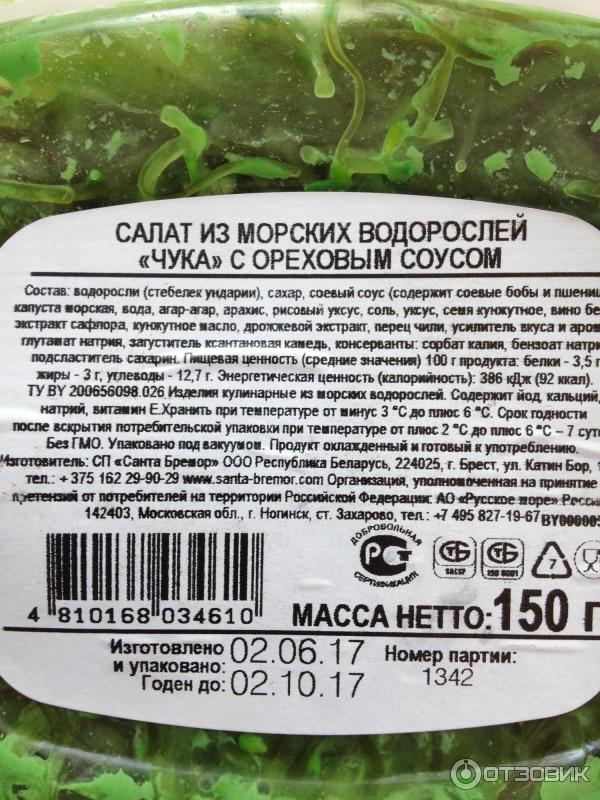 САЛАТ ИЗ МОРСКИХ ВОДОРОСЛЕЙ
«ЧУКА» С ОРЕХОВЫМ СОУСОМ
Состав: водоросли (стебелек ундарии), сахар, соевый соус (содержит соевые бобы и
капуста морская, вода, агар-агар, арахис, рисовый уксус, соль, уксус, семя кунжутное, вино
экстракт сафлора, кунжутное масло, дрожжевой экстракт, перец чили, усилитель вкуса и
глутамат натрия, загуститель ксантановая камедь, консерванты: сорбат калия, бензоат
подсластитель сахарин. Пищевая ценность (средние значения) 100 г продукта: белки - 3,5
жиры - 3 г, углеводы - 12,7 г. Энергетическая ценность (калорийность): 386 кДж (92 ккал).
ТУ BY 200656098.026 Изделия кулинарные из морских водорослей. Содержит йод, кальций,
натрий, витамин Е.Хранить при температуре от минус 3 °С до плюс 6 °С. Срок годности
после вскрытия потребительской упаковки при температуре от плюс 2 °С до плюс 6 °С – 7
Без ГМО. Упаковано под вакуумом. Продукт охлажденный и готовый к употреблению.
Изготовитель: СП «Санта Бремор» ООО Республика Беларусь, 224025, г. Брест, ул. Катин Бор,
тел.: + 375 162 29-90-29 www.santa-bremor.com Организация, уполномоченная на принятие
претензий от потребителей на территории Российской Федерации: АО «Русское море»
142403, Московская обл., г. Ногинск, ст. Захарово, тел.: +7 495 827-19-67
ДОБРОВОЛЬНАЯ
СЕРТИФИКАЦИЯ
СТБ
СТБ
ISO 9001
7
4 810168 034610
МАССА НЕТТО: 150 г
Изготовлено
и упаковано: 02.06.17
Годен до: 02.10.17
Номер партии:
1342
ОТЗОВИК